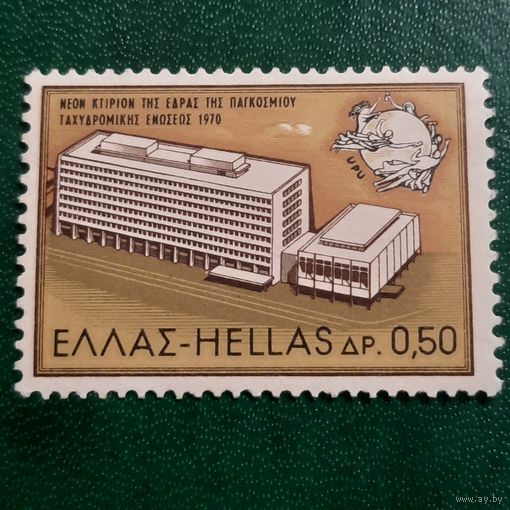 ΝΕΟΝ ΚΤΙΡΙΟΝ ΤΗΣ ΕΔΡΑΣ ΤΗΣ ΠΑΓΚΟΣΜΙΟΥ
ΤΑΧΥΔΡΟΜΙΚΗΣ ΕΝΩΣΕΩΣ 1970
UPU
ΕΛΛΑΣ-HELLAS ΔΡ. 0,50
www.ay.by